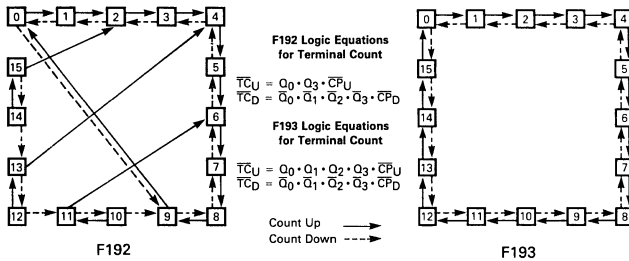 0 1 2 3 4
15 5
14 6
13 7
12 11 10 9 8
F192
F192 Logic Equations
for Terminal Count
T̅C̅U = Q0 • Q3 • C̅P̅U
T̅C̅D = Q̅0 • Q̅1 • Q̅2 • Q̅3 • C̅P̅D
F193 Logic Equations
for Terminal Count
T̅C̅U = Q0 • Q1 • Q2 • Q3 • C̅P̅U
T̅C̅D = Q̅0 • Q̅1 • Q̅2 • Q̅3 • C̅P̅D
Count Up
Count Down
0 1 2 3 4
15 5
14 6
13 7
12 11 10 9 8
F193